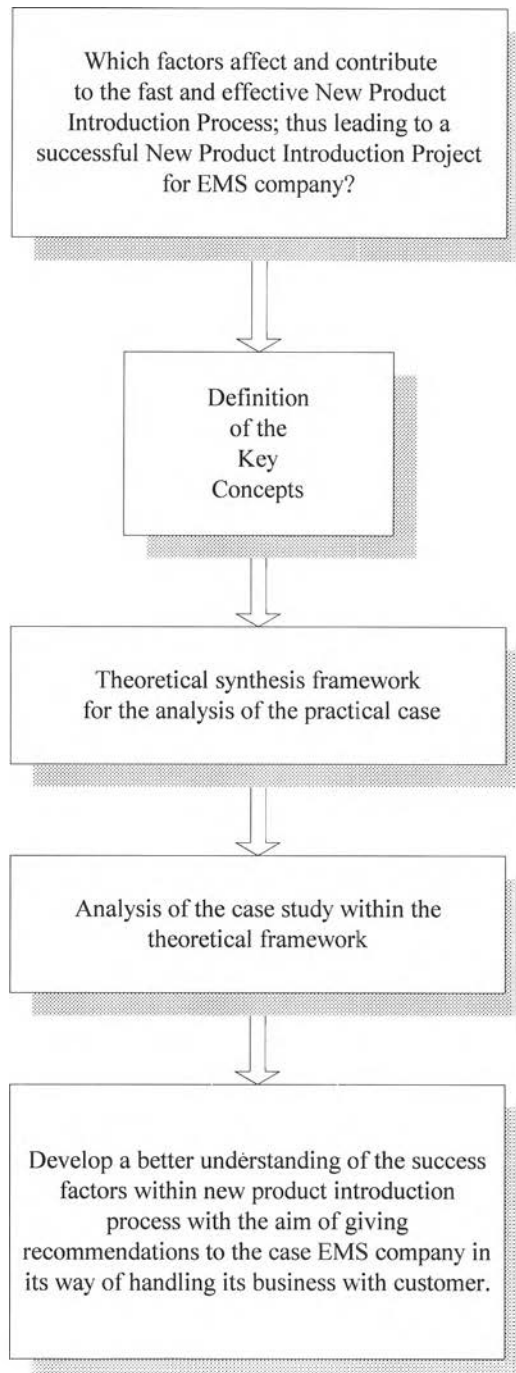 Which factors affect and contribute
to the fast and effective New Product
Introduction Process; thus leading to a
successful New Product Introduction Project
for EMS company?
Definition
of the
Key
Concepts
Theoretical synthesis framework
for the analysis of the practical case
Analysis of the case study within the
theoretical framework
Develop a better understanding of the success
factors within new product introduction
process with the aim of giving
recommendations to the case EMS company in
its way of handling its business with customer.